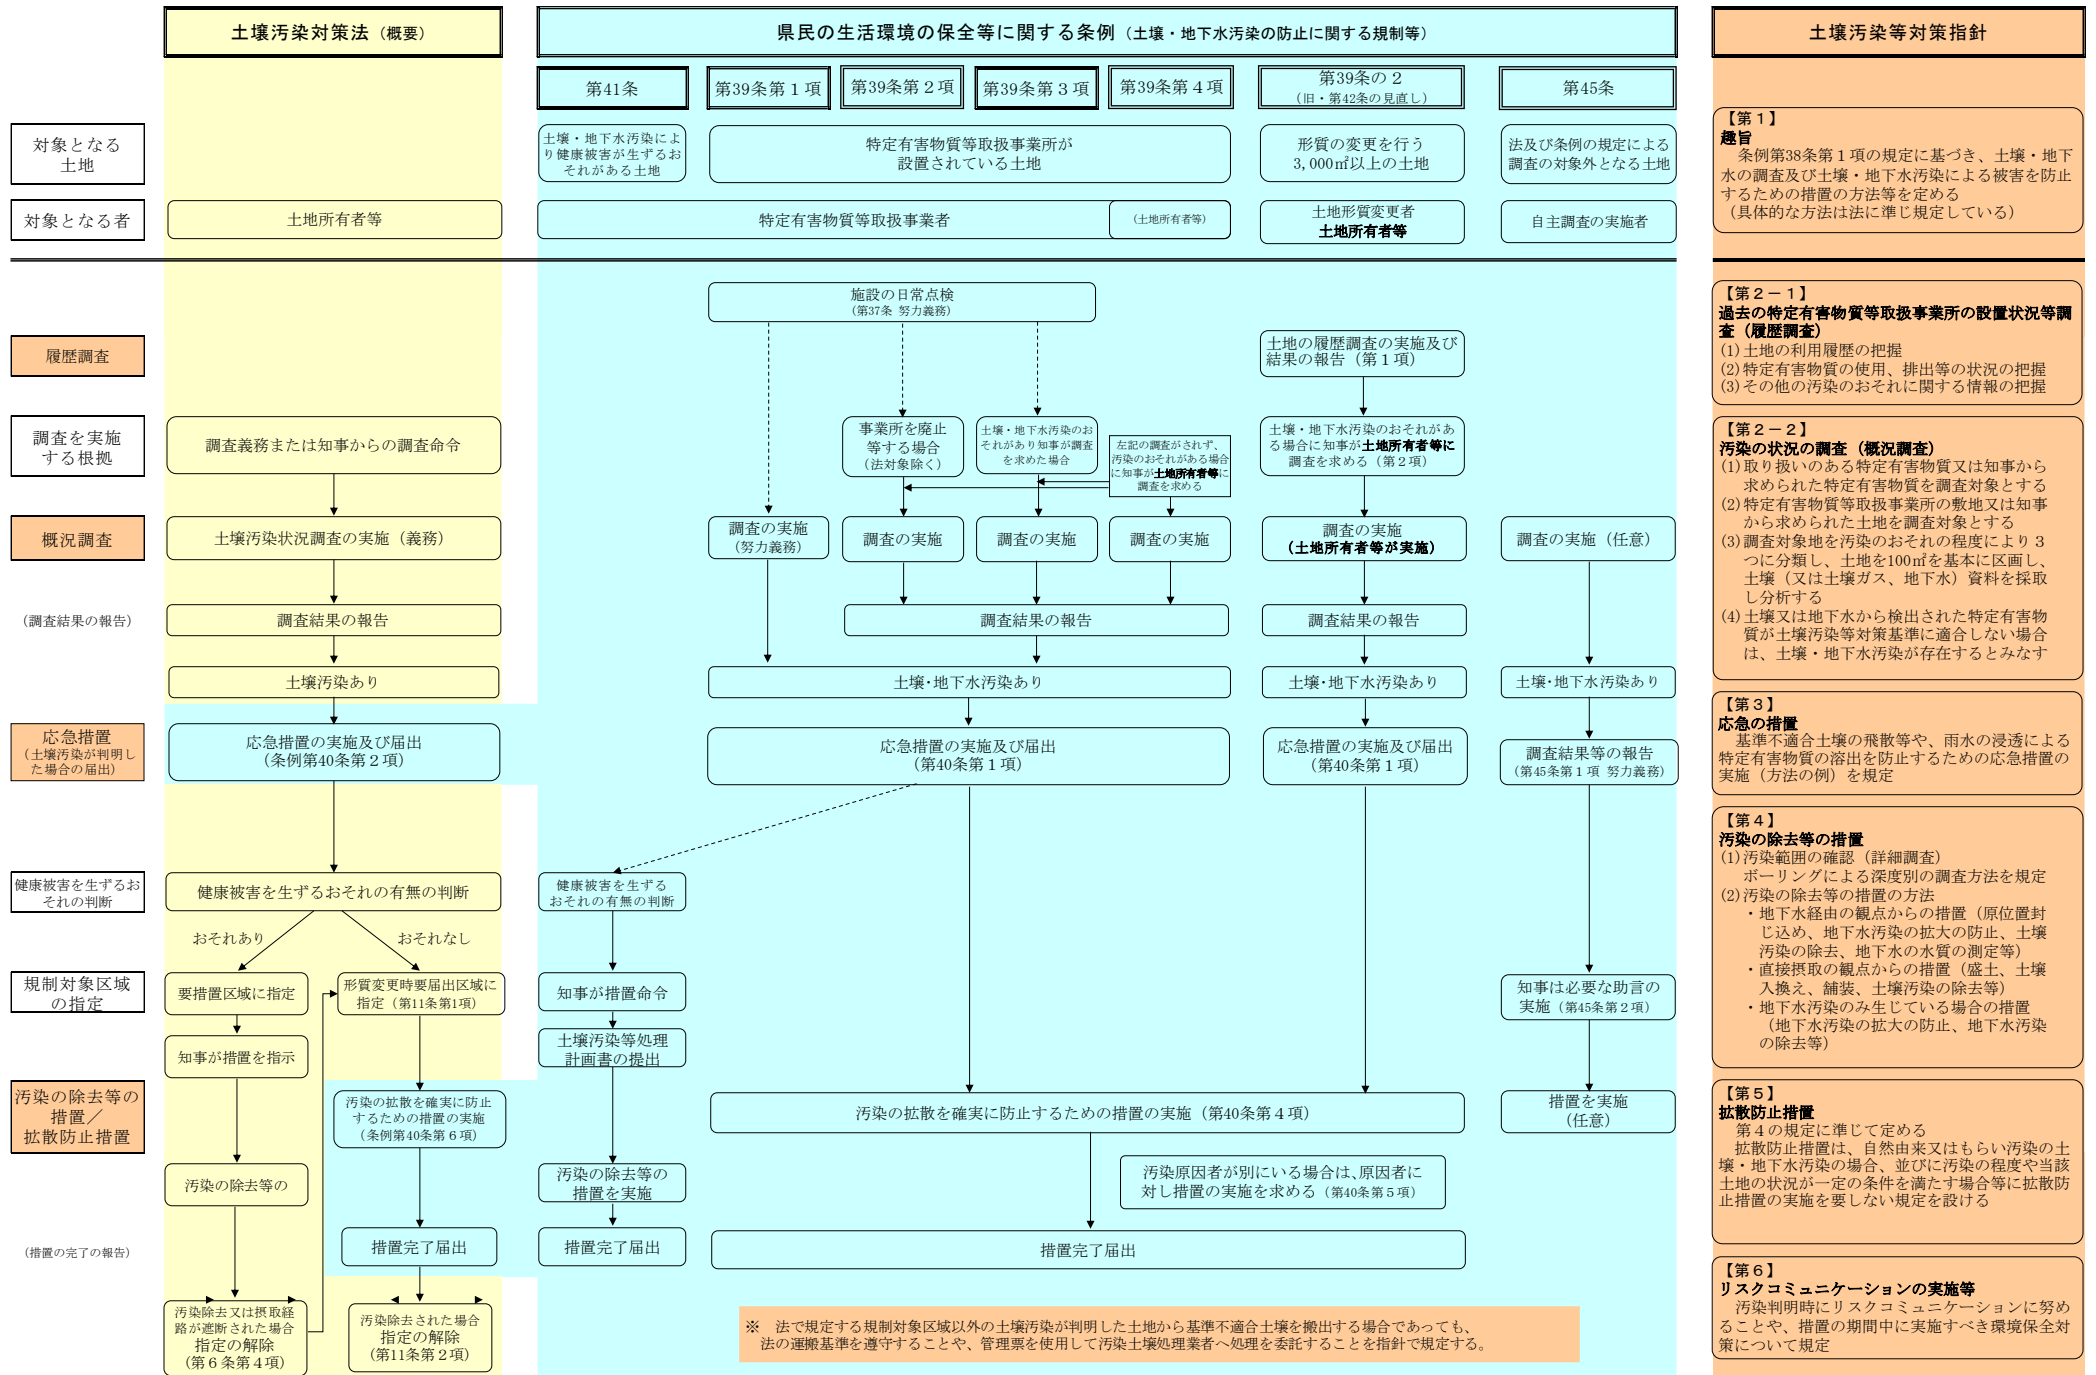 土壌汚染対策法（概要）
県民の生活環境の保全等に関する条例（土壌・地下水汚染の防止に関する規制等）
土壌汚染等対策指針
第41条
第39条第１項
第39条第２項
第39条第３項
第39条第４項
第39条の２
（旧・第42条の見直し）
第45条
対象となる
土地
土壌・地下水汚染によ
り健康被害が生ずるお
それがある土地
特定有害物質等取扱事業所が
設置されている土地
形質の変更を行う
3,000㎡以上の土地
法及び条例の規定による
調査の対象外となる土地
対象となる者
土地所有者等
特定有害物質等取扱事業者
（土地所有者等）
土地形質変更者
土地所有者等
自主調査の実施者
【第１】
趣旨
条例第38条第１項の規定に基づき、土壌・地下
水の調査及び土壌・地下水汚染による被害を防止
するための措置の方法等を定める
（具体的な方法は法に準じ規定している）
施設の日常点検
（第37条 努力義務）
履歴調査
土地の履歴調査の実施及び
結果の報告（第１項）
【第２－１】
過去の特定有害物質等取扱事業所の設置状況等調
査（履歴調査）
(1)土地の利用履歴の把握
(2)特定有害物質の使用、排出等の状況の把握
(3)その他の汚染のおそれに関する情報の把握
調査を実施
する根拠
調査義務または知事からの調査命令
事業所を廃止
等する場合
（法対象除く）
土壌・地下水汚染のお
それがあり知事が調査
を求めた場合
左記の調査がされず、
汚染のおそれがある場合
に知事が土地所有者等に
調査を求める
土壌・地下水汚染のおそれがあ
る場合に知事が土地所有者等に
調査を求める（第２項）
概況調査
土壌汚染状況調査の実施（義務）
調査の実施
（努力義務）
調査の実施
調査の実施
調査の実施
調査の実施
（土地所有者等が実施）
調査の実施（任意）
【第２－２】
汚染の状況の調査（概況調査）
(1)取り扱いのある特定有害物質又は知事から
求められた特定有害物質を調査対象とする
(2)特定有害物質等取扱事業所の敷地又は知事
から求められた土地を調査対象とする
(3)調査対象地を汚染のおそれの程度により３
つに分類し、土地を100㎡を基本に区画し、
土壌（又は土壌ガス、地下水）資料を採取
し分析する
(4)土壌又は地下水から検出された特定有害物
質が土壌汚染等対策基準に適合しない場合
は、土壌・地下水汚染が存在するとみなす
（調査結果の報告）
調査結果の報告
調査結果の報告
調査結果の報告
土壌汚染あり
土壌･地下水汚染あり
土壌･地下水汚染あり
土壌･地下水汚染あり
応急措置
（土壌汚染が判明し
た場合の届出）
応急措置の実施及び届出
（条例第40条第２項）
応急措置の実施及び届出
（第40条第１項）
応急措置の実施及び届出
（第40条第１項）
調査結果等の報告
（第45条第１項 努力義務）
【第３】
応急の措置
基準不適合土壌の飛散等や、雨水の浸透による
特定有害物質の溶出を防止するための応急措置の
実施（方法の例）を規定
健康被害を生ずるお
それの判断
健康被害を生ずるおそれの有無の判断
健康被害を生ずる
おそれの有無の判断
おそれあり
おそれなし
【第４】
汚染の除去等の措置
(1)汚染範囲の確認（詳細調査）
ボーリングによる深度別の調査方法を規定
(2)汚染の除去等の措置の方法
・地下水経由の観点からの措置（原位置封
じ込め、地下水汚染の拡大の防止、土壌
汚染の除去、地下水の水質の測定等）
・直接摂取の観点からの措置（盛土、土壌
入換え、舗装、土壌汚染の除去等）
・地下水汚染のみ生じている場合の措置
（地下水汚染の拡大の防止、地下水汚染
の除去等）
規制対象区域
の指定
要措置区域に指定
形質変更時要届出区域に
指定（第11条第1項）
知事が措置命令
知事は必要な助言の
実施（第45条第２項）
知事が措置を指示
土壌汚染等処理
計画書の提出
汚染の除去等の
措置／
拡散防止措置
汚染の拡散を確実に防止
するための措置の実施
（条例第40条第６項）
汚染の拡散を確実に防止するための措置の実施（第40条第４項）
措置を実施
（任意）
【第５】
拡散防止措置
第４の規定に準じて定める
拡散防止措置は、自然由来又はもらい汚染の土
壌・地下水汚染の場合、並びに汚染の程度や当該
土地の状況が一定の条件を満たす場合等に拡散防
止措置の実施を要しない規定を設ける
汚染の除去等の
汚染の除去等の
措置を実施
汚染原因者が別にいる場合は､原因者に
対し措置の実施を求める（第40条第５項）
（措置の完了の報告）
措置完了届出
措置完了届出
措置完了届出
汚染除去又は摂取経
路が遮断された場合
指定の解除
（第６条第４項）
汚染除去された場合
指定の解除
（第11条第２項）
※　法で規定する規制対象区域以外の土壌汚染が判明した土地から基準不適合土壌を搬出する場合であっても、
法の運搬基準を遵守することや、管理票を使用して汚染土壌処理業者へ処理を委託することを指針で規定する。
【第６】
リスクコミュニケーションの実施等
汚染判明時にリスクコミュニケーションに努め
ることや、措置の期間中に実施すべき環境保全対
策について規定